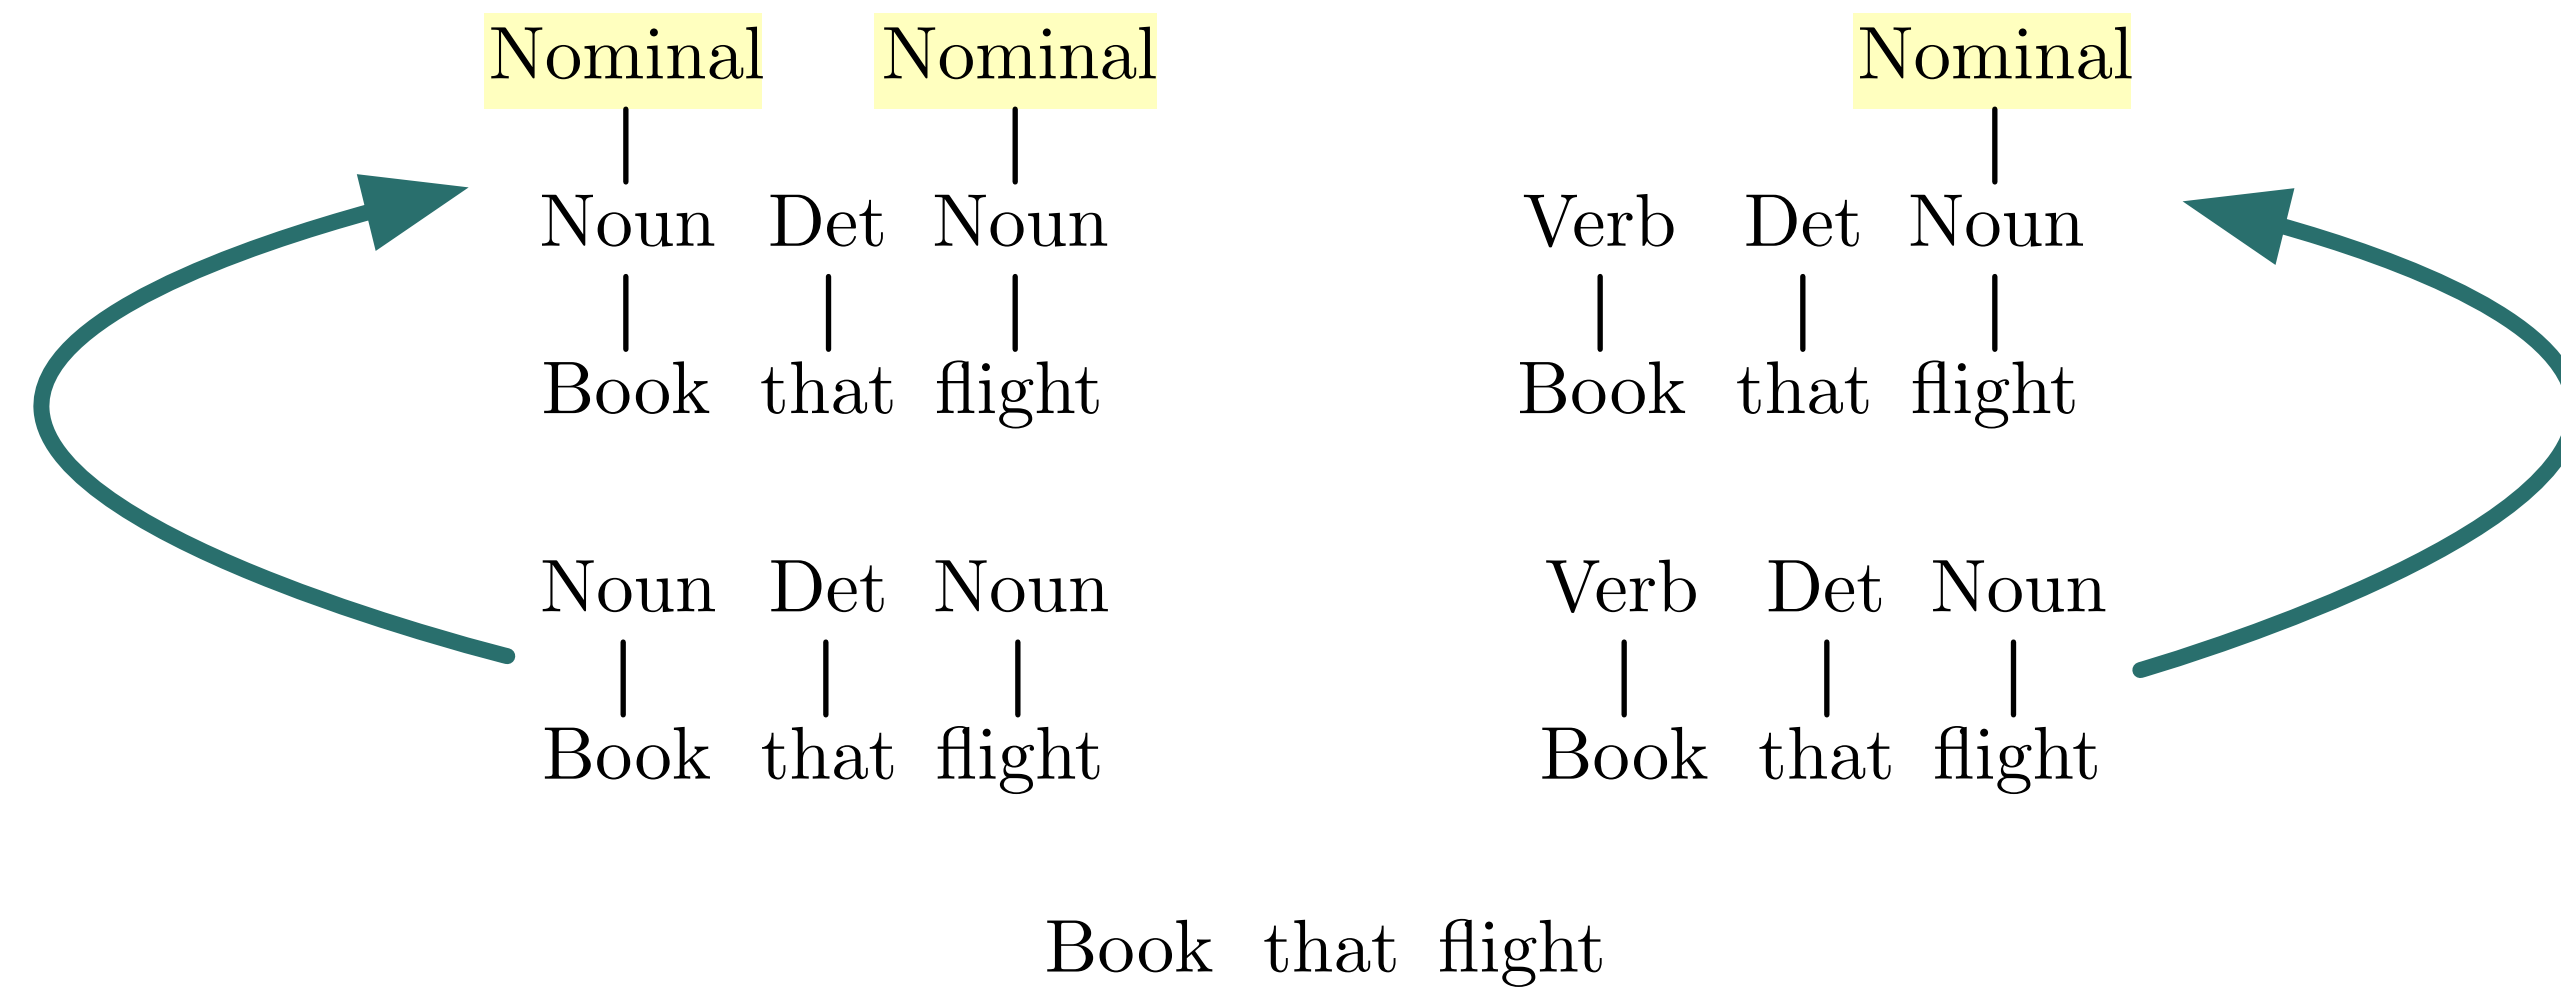 Nominal Nominal Nominal
Noun Det Noun Verb Det Noun
Book that flight Book that flight
Noun Det Noun Verb Det Noun
Book that flight Book that flight
Book that flight